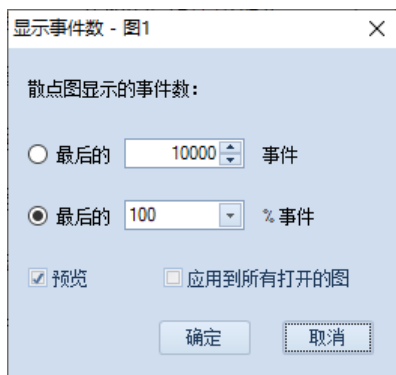 显示事件数 - 图1
散点图显示的事件数：
最后的 10000 事件
最后的 100 % 事件
预览 应用到所有打开的图
确定 取消